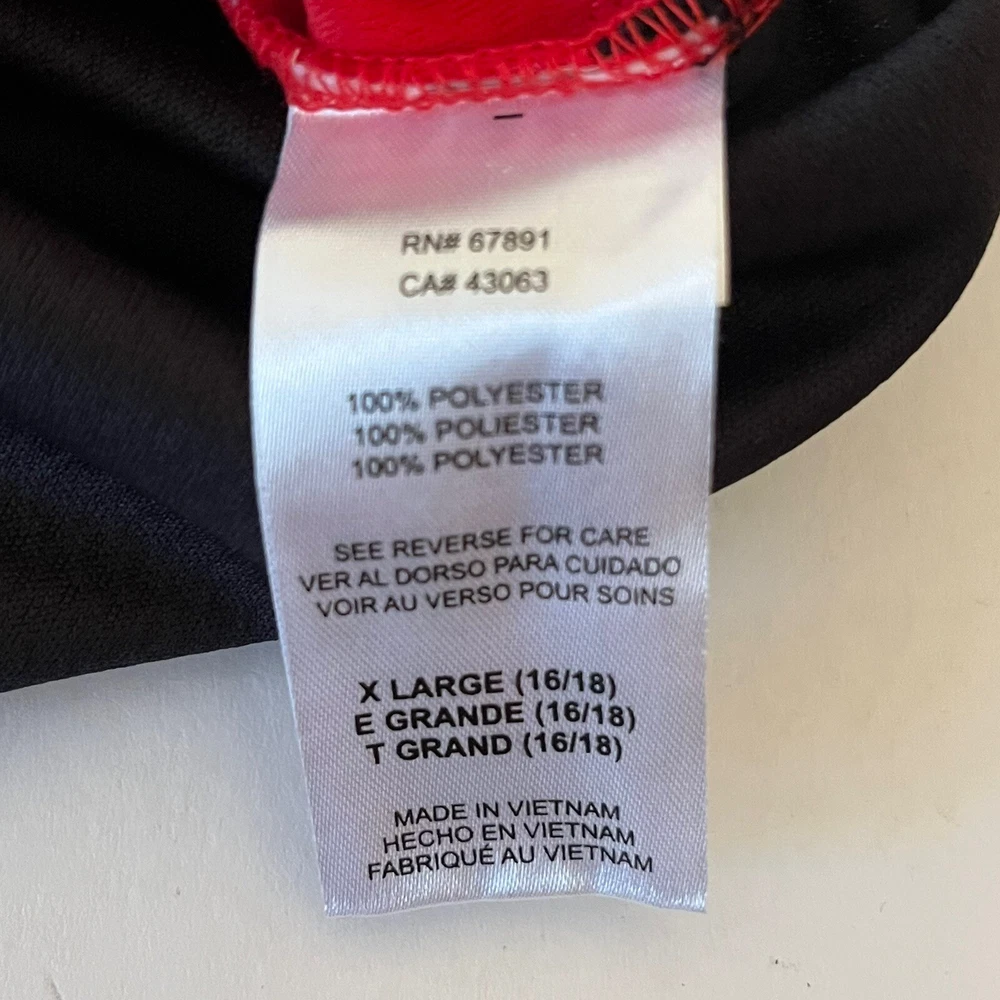 RN# 67891
CA# 43063
100% POLYESTER
100% POLIESTER
100% POLYESTER
SEE REVERSE FOR CARE
VER AL DORSO PARA CUIDADO
VOIR AU VERSO POUR SOINS
X LARGE (16/18)
E GRANDE (16/18)
T GRAND (16/18)
MADE IN VIETNAM
HECHO EN VIETNAM
FABRIQUÉ AU VIETNAM